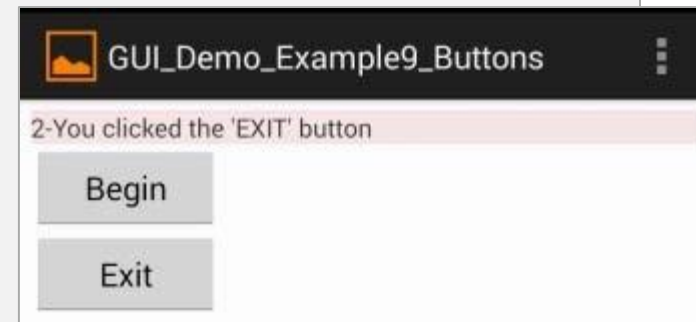 GUI_Demo_Example9_Buttons
2-You clicked the 'EXIT' button
Begin
Exit